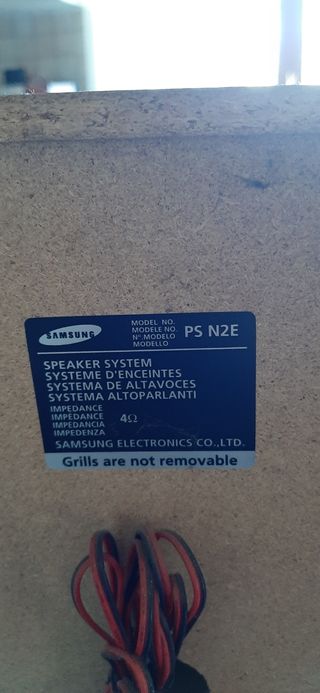 SAMSUNG
MODEL NO.
MODELE NO.
N°.MODELO
MODELLO
PS N2E
SPEAKER SYSTEM
SYSTEME D'ENCEINTES
SYSTEMA DE ALTAVOCES
SYSTEMA ALTOPARLANTI
IMPEDANCE
IMPEDANCE
IMPEDANCIA
IMPEDENZA
4Ω
SAMSUNG ELECTRONICS CO.,LTD.
Grills are not removable